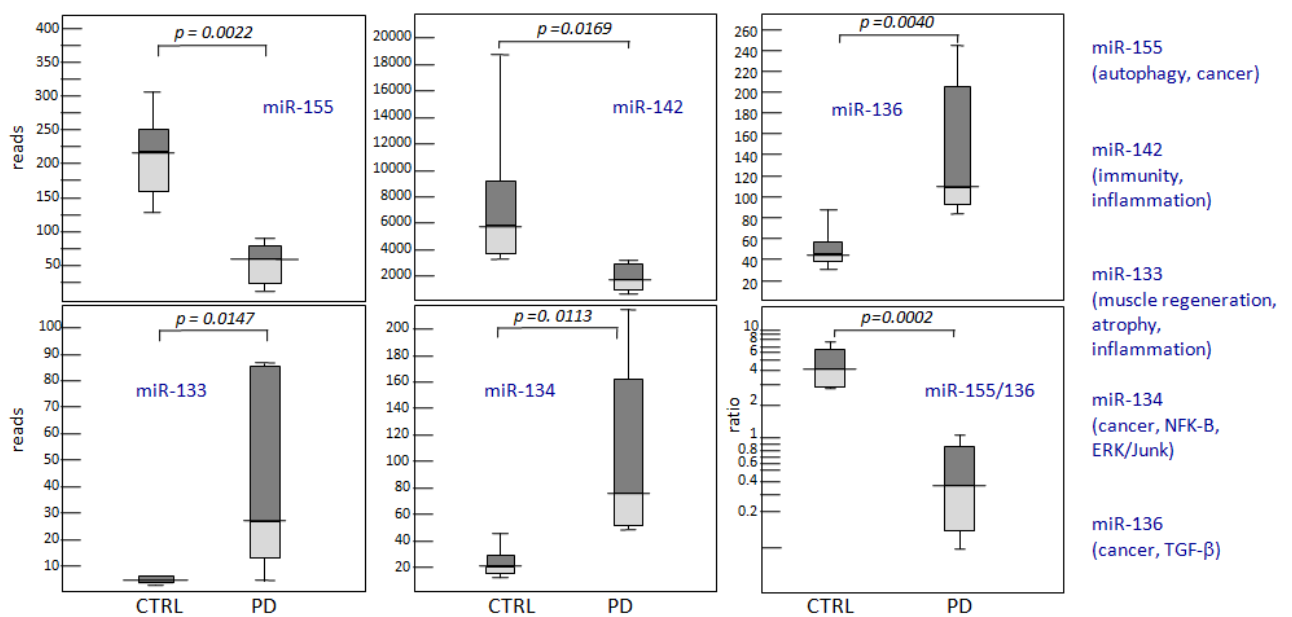 p = 0.0022
400
350
300
250
200
150
100
50
reads
miR-155
p=0.0169
20000
18000
16000
14000
12000
10000
8000
6000
4000
2000
miR-142
p=0.0040
260
240
220
200
180
160
140
120
100
80
60
40
20
miR-136
p = 0.0147
100
90
80
70
60
50
40
30
20
10
reads
miR-133
CTRL
PD
p=0. 0113
200
180
160
140
120
100
80
60
40
20
miR-134
CTRL
PD
p=0.0002
10
8
6
4
2
1
0.8
0.6
0.4
0.2
ratio
miR-155/136
CTRL
PD
miR-155
(autophagy, cancer)
miR-142
(immunity,
inflammation)
miR-133
(muscle regeneration,
atrophy,
inflammation)
miR-134
(cancer, NFK-B,
ERK/Junk)
miR-136
(cancer, TGF-β)